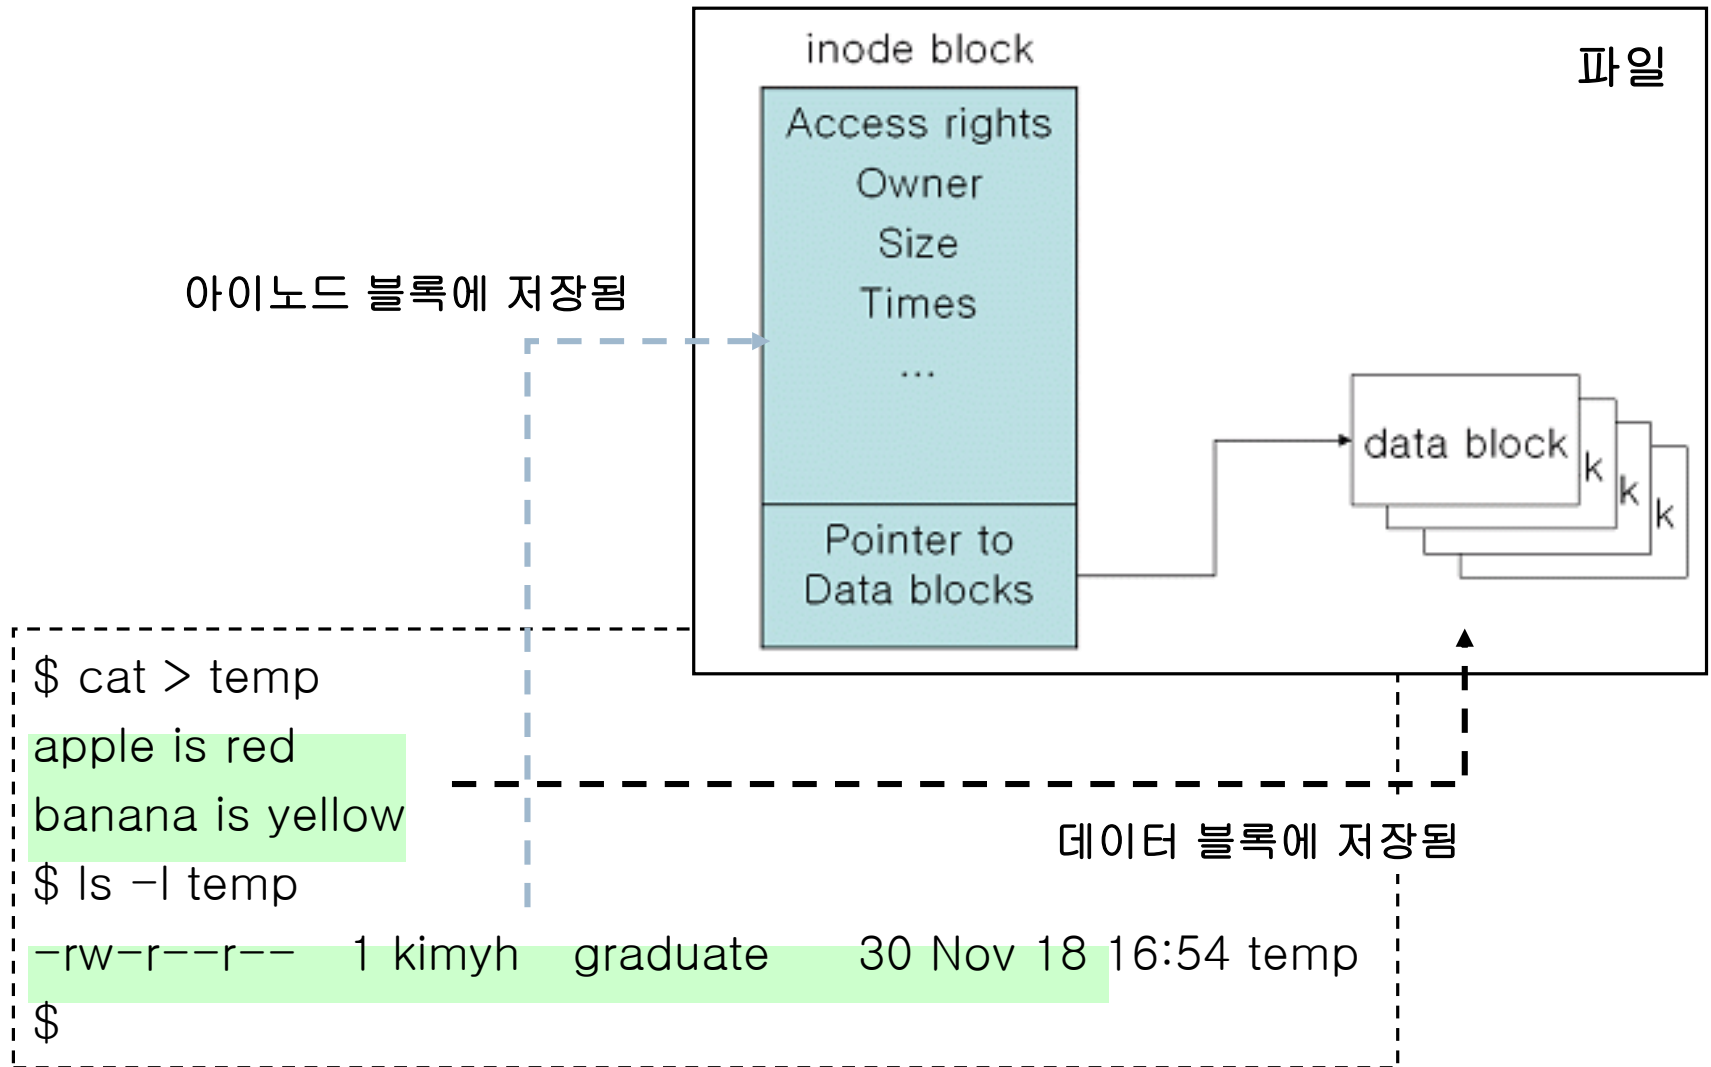 inode block
파일
Access rights
Owner
Size
Times
...
아이노드 블록에 저장됨
data block
k
k
k
Pointer to
Data blocks
$ cat > temp
apple is red
banana is yellow
데이터 블록에 저장됨
$ ls -l temp
-rw-r--r-- 1 kimyh graduate 30 Nov 18 16:54 temp
$